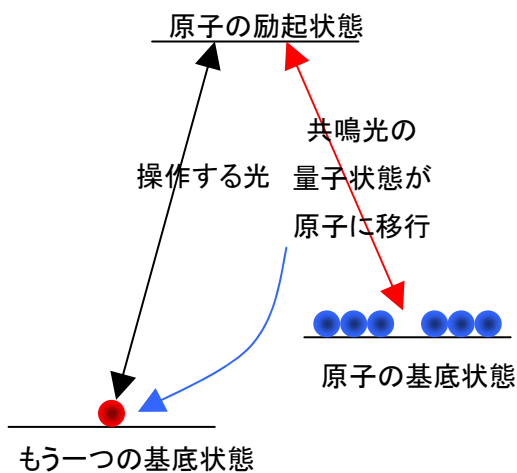 原子の励起状態
操作する光
共鳴光の
量子状態が
原子に移行
原子の基底状態
もう一つの基底状態